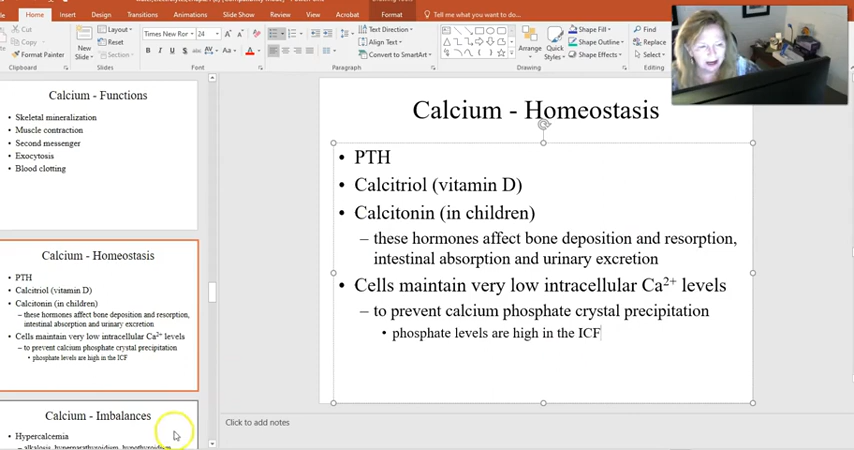 Home
Insert
Design
Transitions
Animations
Slide Show
Review
View
Acrobat
Format
Tell me what you want to do...
Cut
Copy
Format Painter
Clipboard
New
Slide
Layout
Reset
Section
Slides
Times New Ror
24
Font
Text Direction
Align Text
Convert to SmartArt
Paragraph
Arrange
Quick
Styles
Shape Fill
Shape Outline
Shape Effects
Drawing
Find
Replace
Select
Editing
Calcium - Functions
• Skeletal mineralization
• Muscle contraction
• Second messenger
• Exocytosis
• Blood clotting
Calcium - Homeostasis
• PTH
• Calcitriol (vitamin D)
• Calcitonin (in children)
– these hormones affect bone deposition and resorption,
intestinal absorption and urinary excretion
• Cells maintain very low intracellular Ca²⁺ levels
– to prevent calcium phosphate crystal precipitation
• phosphate levels are high in the ICF
Calcium - Imbalances
• Hypercalcemia
– alkalosis, hyperparathyroidism, hypothyroidism
Calcium - Homeostasis
• PTH
• Calcitriol (vitamin D)
• Calcitonin (in children)
– these hormones affect bone deposition and resorption,
intestinal absorption and urinary excretion
• Cells maintain very low intracellular Ca²⁺ levels
– to prevent calcium phosphate crystal precipitation
• phosphate levels are high in the ICF
Click to add notes